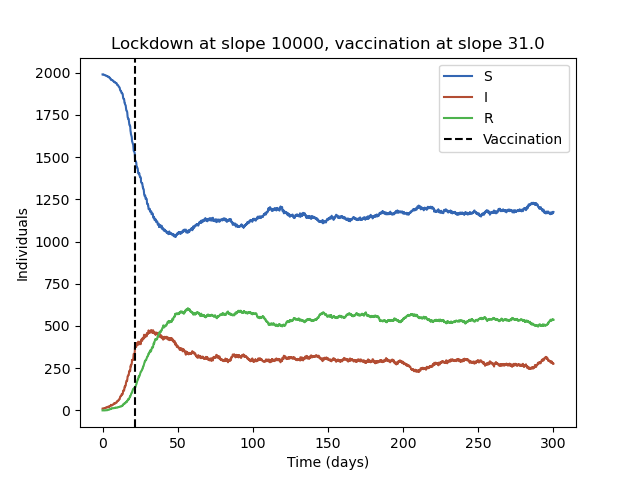 Lockdown at slope 10000, vaccination at slope 31.0
Individuals
2000
1750
1500
1250
1000
750
500
250
0
S
I
R
Vaccination
0 50 100 150 200 250 300
Time (days)